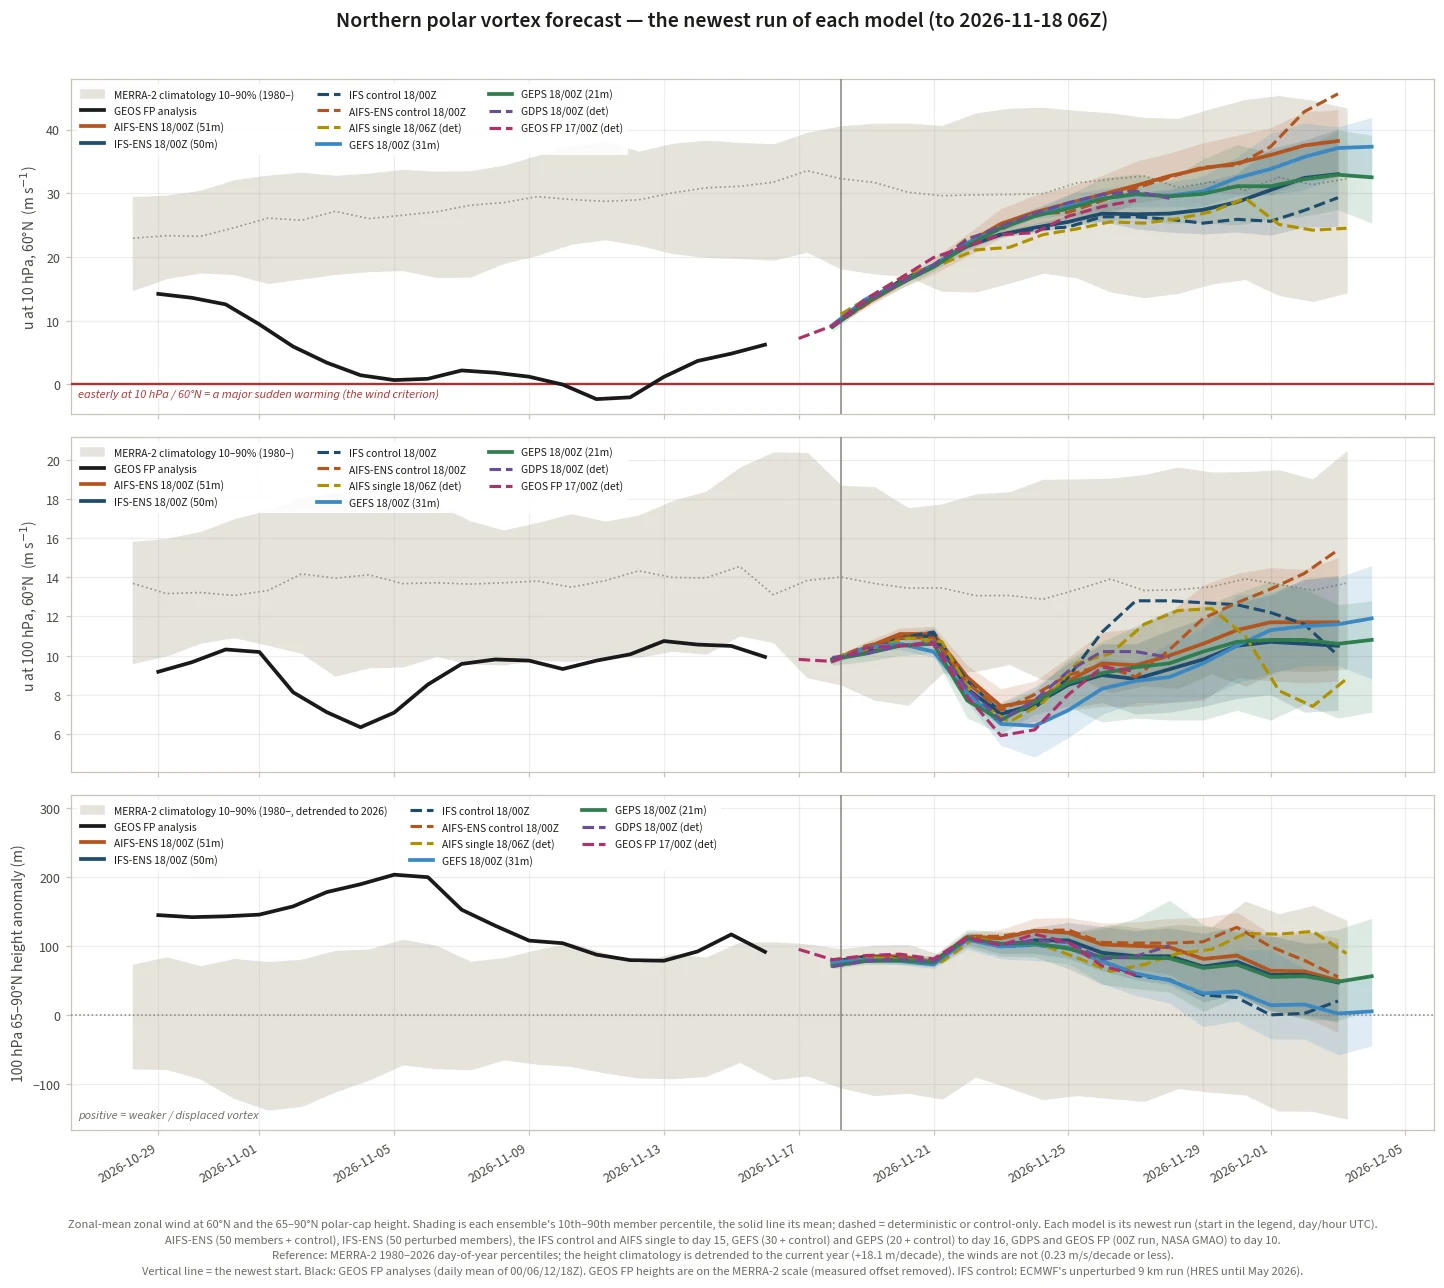 Northern polar vortex forecast — the newest run of each model (to 2026-11-18 06Z)
MERRA-2 climatology 10–90% (1980–)
GEOS FP analysis
AIFS-ENS 18/00Z (51m)
IFS-ENS 18/00Z (50m)
IFS control 18/00Z
AIFS-ENS control 18/00Z
AIFS single 18/06Z (det)
GEFS 18/00Z (31m)
GEPS 18/00Z (21m)
GDPS 18/00Z (det)
GEOS FP 17/00Z (det)
u at 10 hPa, 60°N (m s⁻¹)
40
30
20
10
0
easterly at 10 hPa / 60°N = a major sudden warming (the wind criterion)
MERRA-2 climatology 10–90% (1980–)
GEOS FP analysis
AIFS-ENS 18/00Z (51m)
IFS-ENS 18/00Z (50m)
IFS control 18/00Z
AIFS-ENS control 18/00Z
AIFS single 18/06Z (det)
GEFS 18/00Z (31m)
GEPS 18/00Z (21m)
GDPS 18/00Z (det)
GEOS FP 17/00Z (det)
u at 100 hPa, 60°N (m s⁻¹)
20
18
16
14
12
10
8
6
MERRA-2 climatology 10–90% (1980–, detrended to 2026)
GEOS FP analysis
AIFS-ENS 18/00Z (51m)
IFS-ENS 18/00Z (50m)
IFS control 18/00Z
AIFS-ENS control 18/00Z
AIFS single 18/06Z (det)
GEFS 18/00Z (31m)
GEPS 18/00Z (21m)
GDPS 18/00Z (det)
GEOS FP 17/00Z (det)
100 hPa 65–90°N height anomaly (m)
300
200
100
0
−100
positive = weaker / displaced vortex
2026-10-29
2026-11-01
2026-11-05
2026-11-09
2026-11-13
2026-11-17
2026-11-21
2026-11-25
2026-11-29
2026-12-01
2026-12-05
Zonal-mean zonal wind at 60°N and the 65–90°N polar-cap height. Shading is each ensemble's 10th–90th member percentile, the solid line its mean; dashed = deterministic or control-only. Each model is its newest run (start in the legend, day/hour UTC).
AIFS-ENS (50 members + control), IFS-ENS (50 perturbed members), the IFS control and AIFS single to day 15, GEFS (30 + control) and GEPS (20 + control) to day 16, GDPS and GEOS FP (00Z run, NASA GMAO) to day 10.
Reference: MERRA-2 1980–2026 day-of-year percentiles; the height climatology is detrended to the current year (+18.1 m/decade), the winds are not (0.23 m/s/decade or less).
Vertical line = the newest start. Black: GEOS FP analyses (daily mean of 00/06/12/18Z). GEOS FP heights are on the MERRA-2 scale (measured offset removed). IFS control: ECMWF's unperturbed 9 km run (HRES until May 2026).